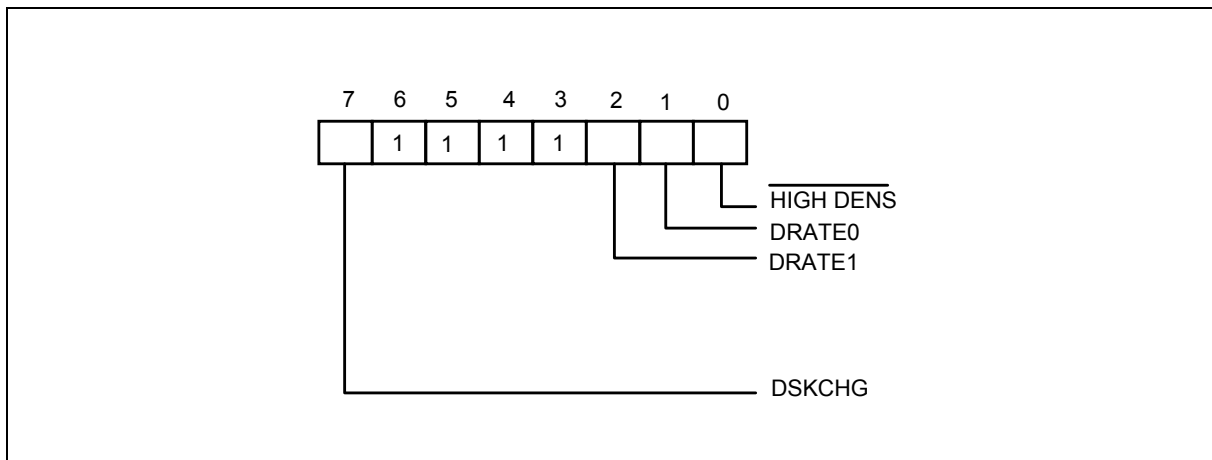 7 6 5 4 3 2 1 0
1 1 1 1
HIGH DENS
DRATE0
DRATE1
DSKCHG